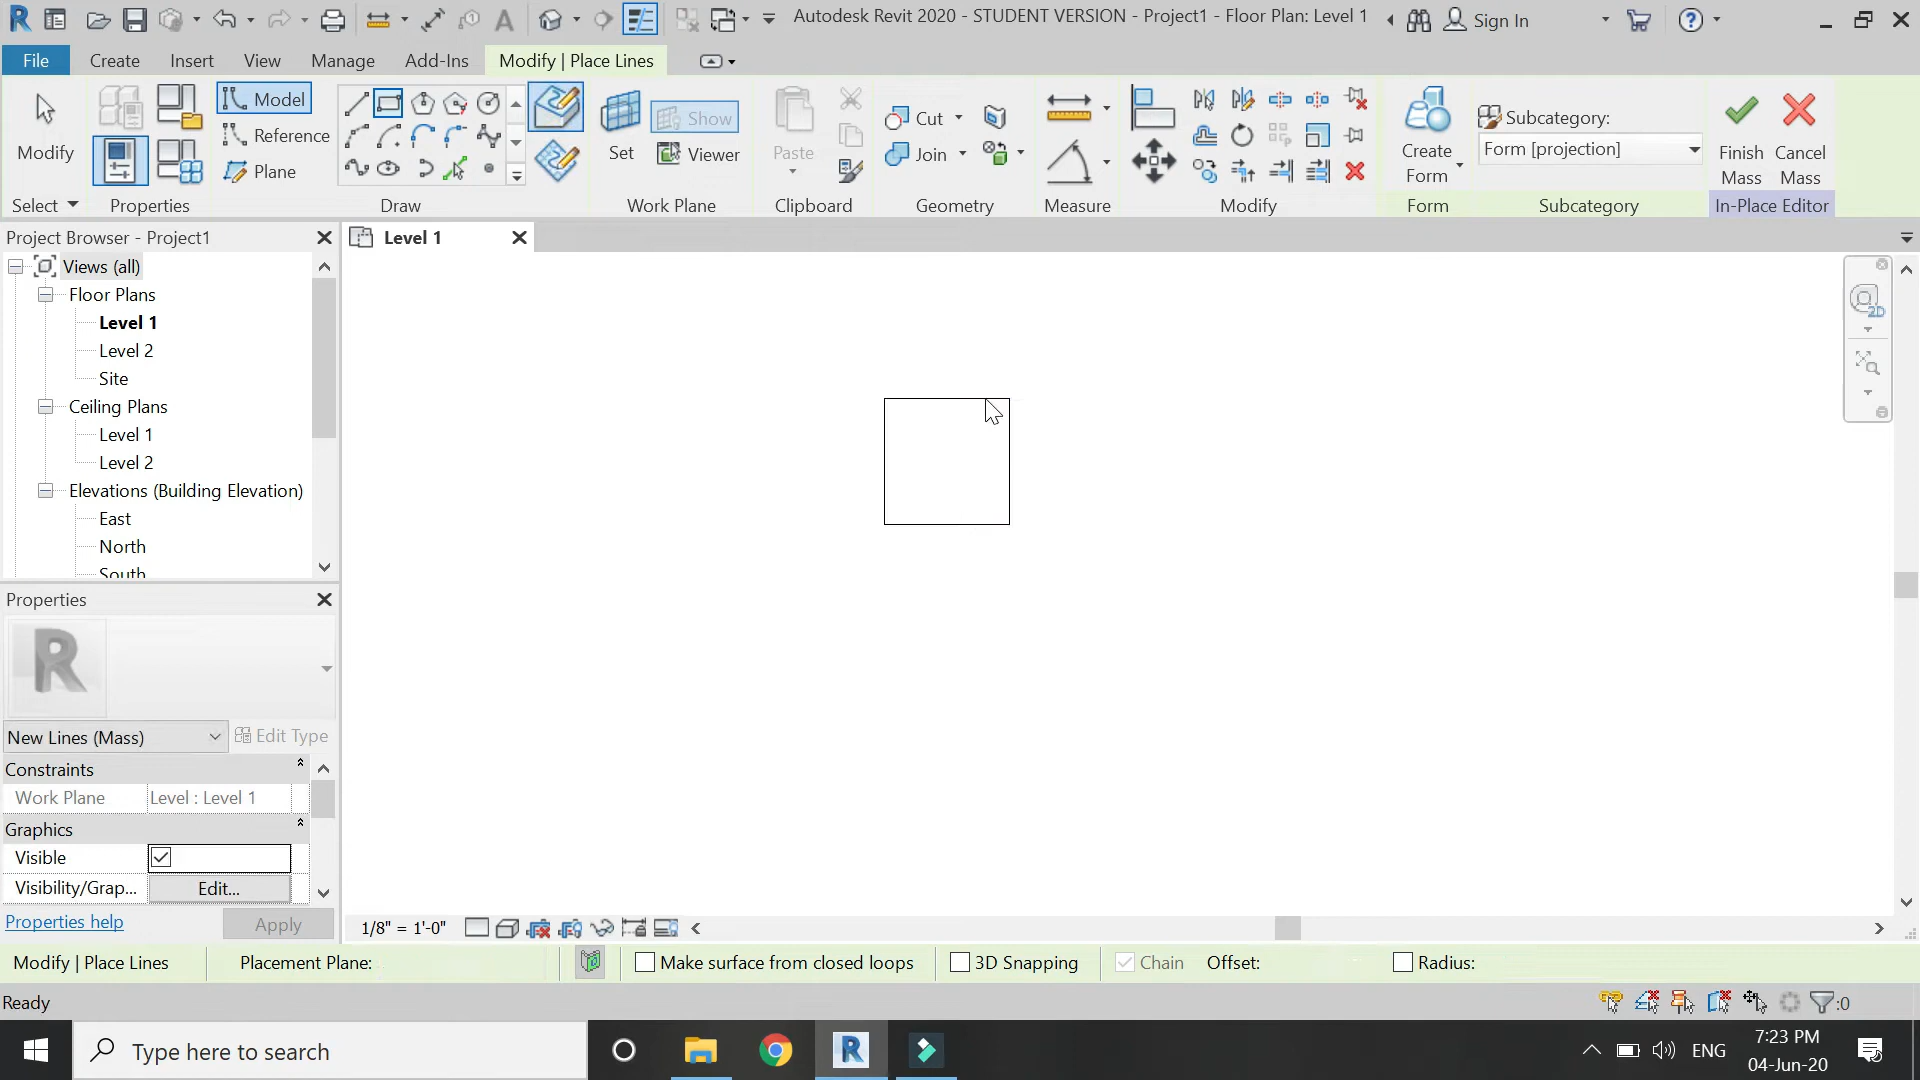 Autodesk Revit 2020 - STUDENT VERSION - Project1 - Floor Plan: Level 1
Sign In
File Create Insert View Manage Add-Ins Modify | Place Lines
Modify
Model
Reference
Plane
Set
Show
Viewer
Paste
Cut
Join
Create
Form
Subcategory:
Form [projection]
Finish
Mass
Cancel
Mass
Select Properties Draw Work Plane Clipboard Geometry Measure Modify Form Subcategory In-Place Editor
Project Browser - Project1
Level 1
Views (all)
Floor Plans
Level 1
Level 2
Site
Ceiling Plans
Level 1
Level 2
Elevations (Building Elevation)
East
North
South
2D
Properties
R
New Lines (Mass)
Edit Type
Constraints
Work Plane Level : Level 1
Graphics
Visible
Visibility/Grap... Edit...
Properties help Apply
1/8" = 1'-0"
Modify | Place Lines Placement Plane: Make surface from closed loops 3D Snapping Chain Offset: Radius:
Ready
:0
Type here to search
ENG
7:23 PM
04-Jun-20